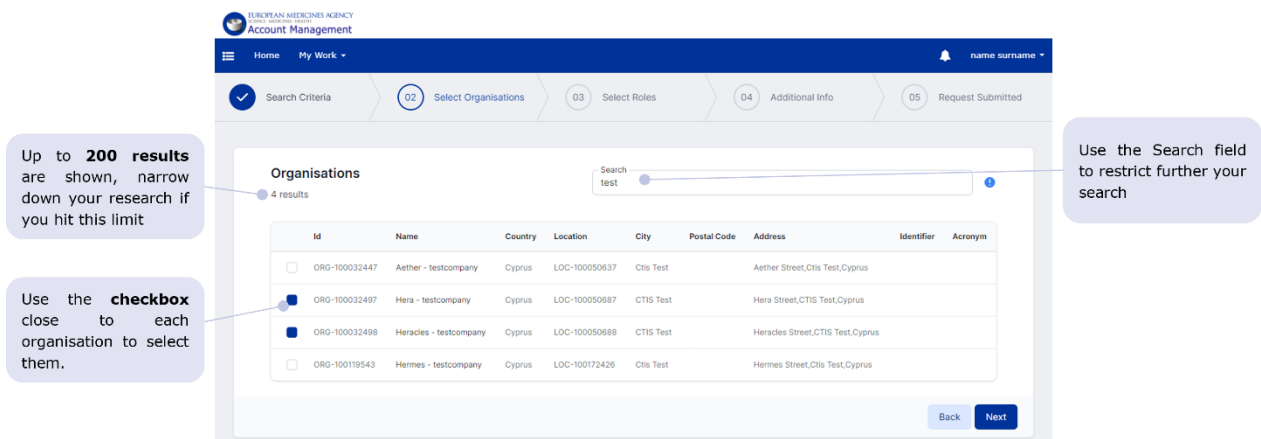 EUROPEAN MEDICINES AGENCY
SCIENCE MEDICINES HEALTH
Account Management
Home My Work name surname
Search Criteria 02 Select Organisations 03 Select Roles 04 Additional Info 05 Request Submitted
Up to 200 results
are shown, narrow
down your research if
you hit this limit
Use the Search field
to restrict further your
search
Organisations
4 results
Search
test
Id Name Country Location City Postal Code Address Identifier Acronym
ORG-100032447 Aether - testcompany Cyprus LOC-100050637 Ctis Test Aether Street,Ctis Test,Cyprus
ORG-100032497 Hera - testcompany Cyprus LOC-100050687 CTIS Test Hera Street,CTIS Test,Cyprus
ORG-100032498 Heracles - testcompany Cyprus LOC-100050688 CTIS Test Heracles Street,CTIS Test,Cyprus
ORG-100119543 Hermes - testcompany Cyprus LOC-100172426 Ctis Test Hermes Street,Ctis Test,Cyprus
Use the checkbox
close to each
organisation to select
them.
Back Next